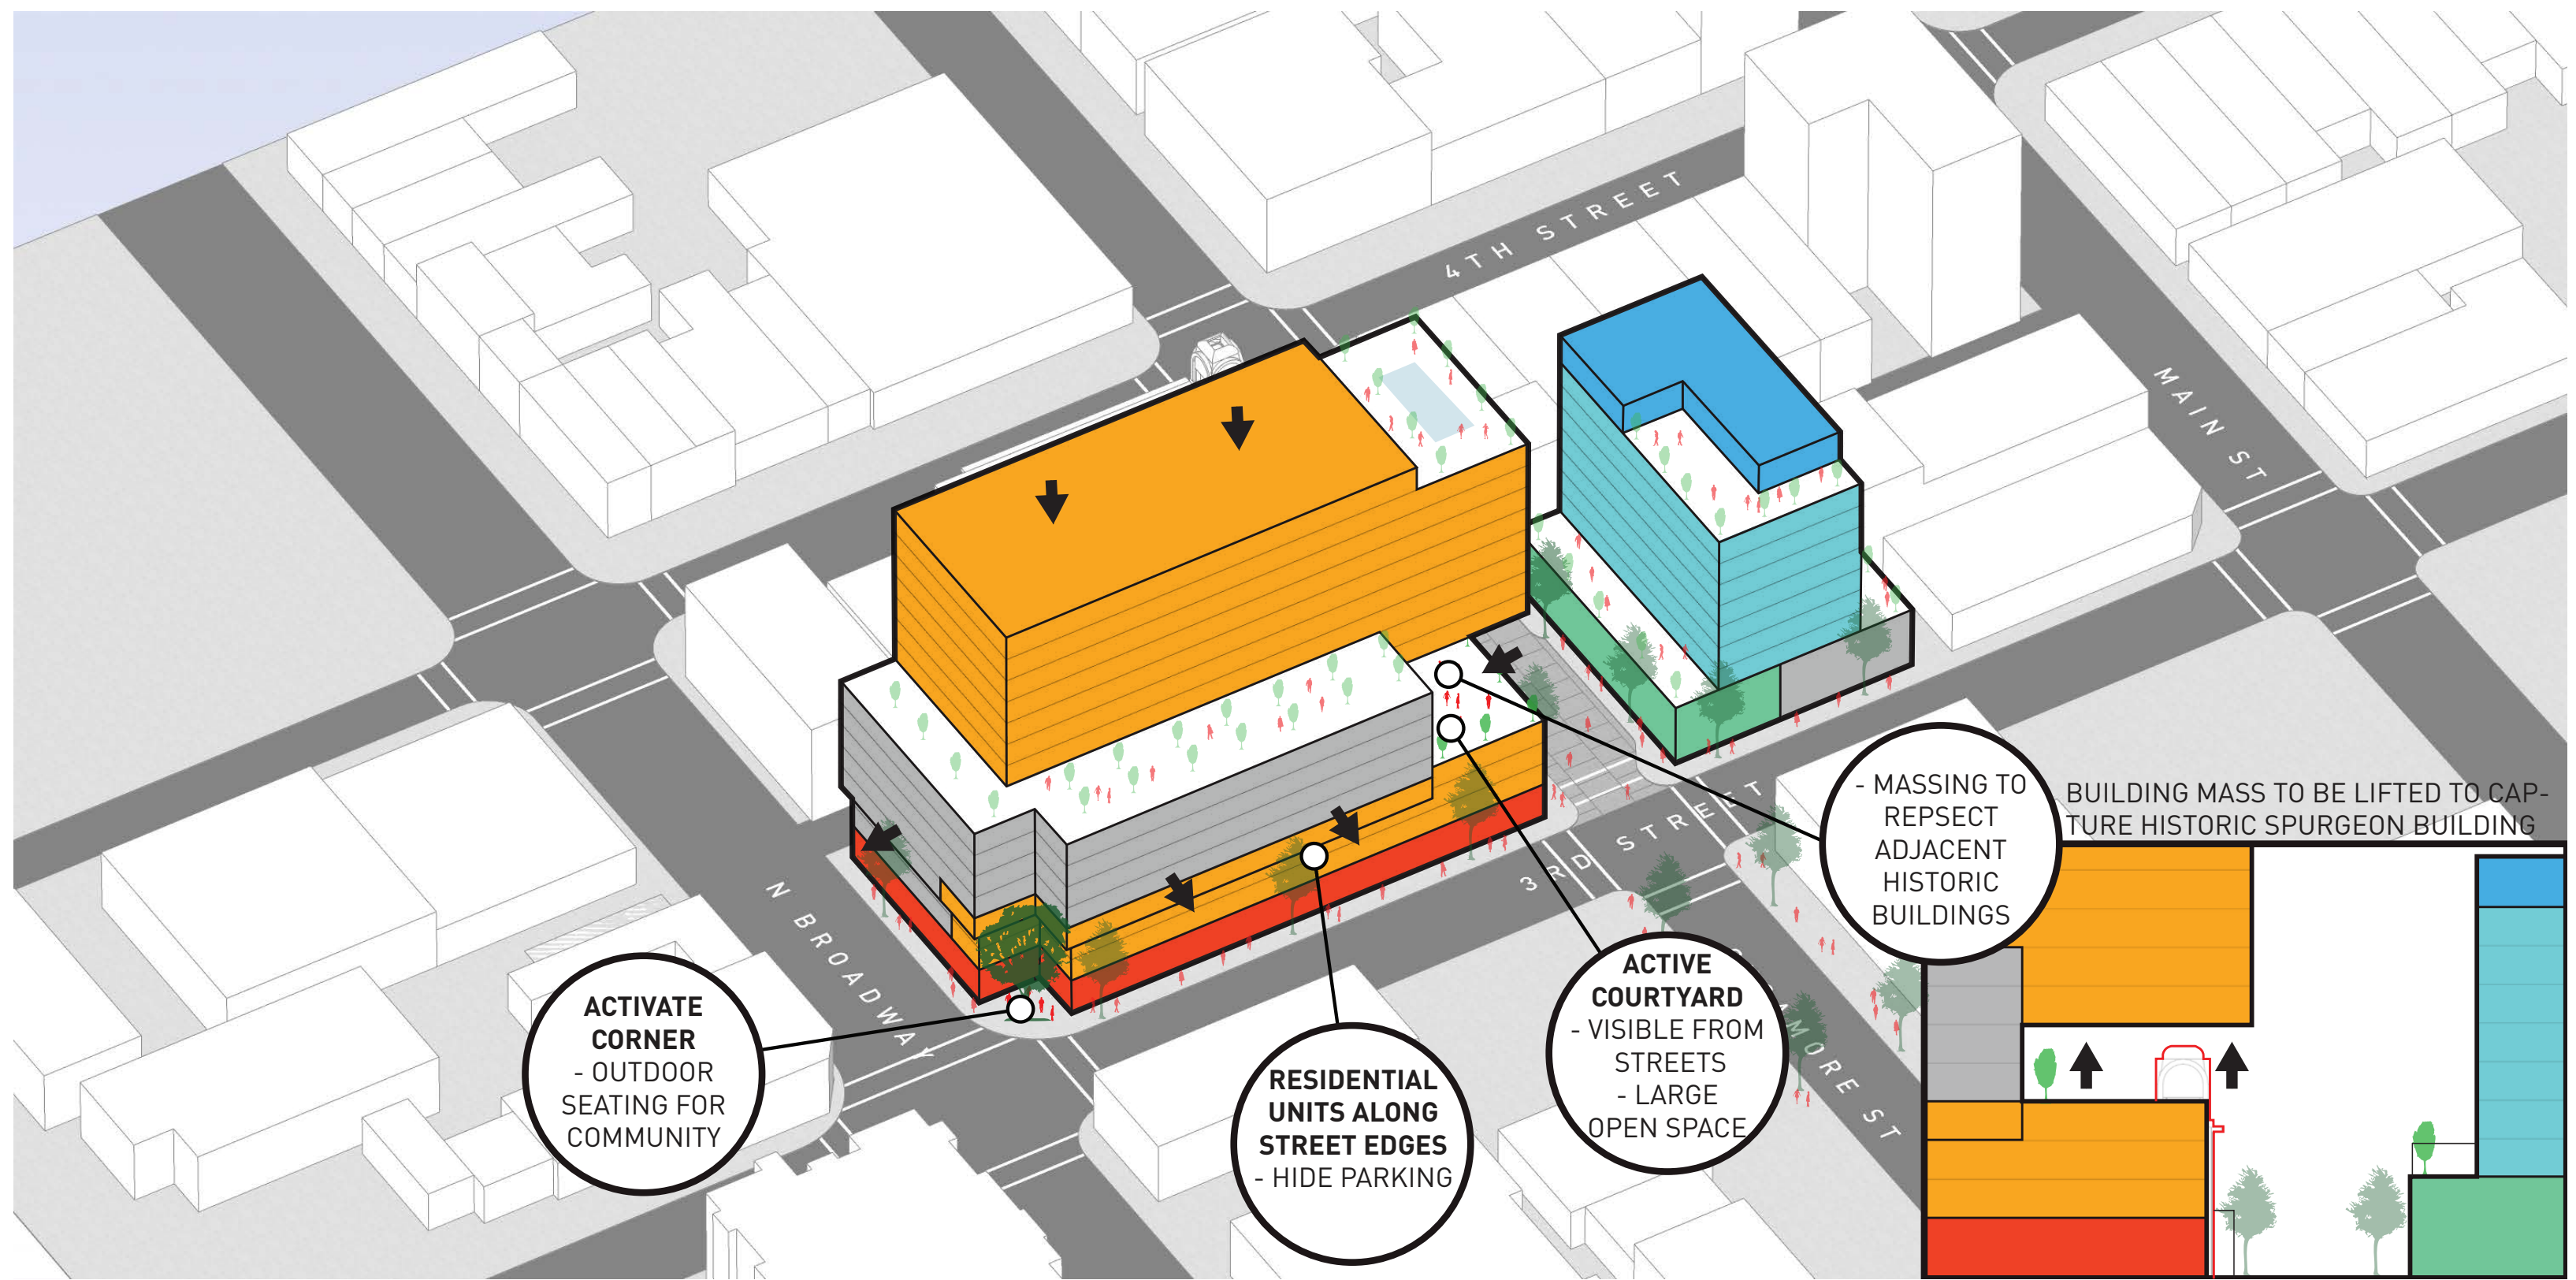 4TH STREET
MAIN ST
N BROADWAY
3RD STREET
MORE ST
ACTIVATE
CORNER
- OUTDOOR
SEATING FOR
COMMUNITY
RESIDENTIAL
UNITS ALONG
STREET EDGES
- HIDE PARKING
ACTIVE
COURTYARD
- VISIBLE FROM
STREETS
- LARGE
OPEN SPACE
- MASSING TO
REPSECT
ADJACENT
HISTORIC
BUILDINGS
BUILDING MASS TO BE LIFTED TO CAP-
TURE HISTORIC SPURGEON BUILDING